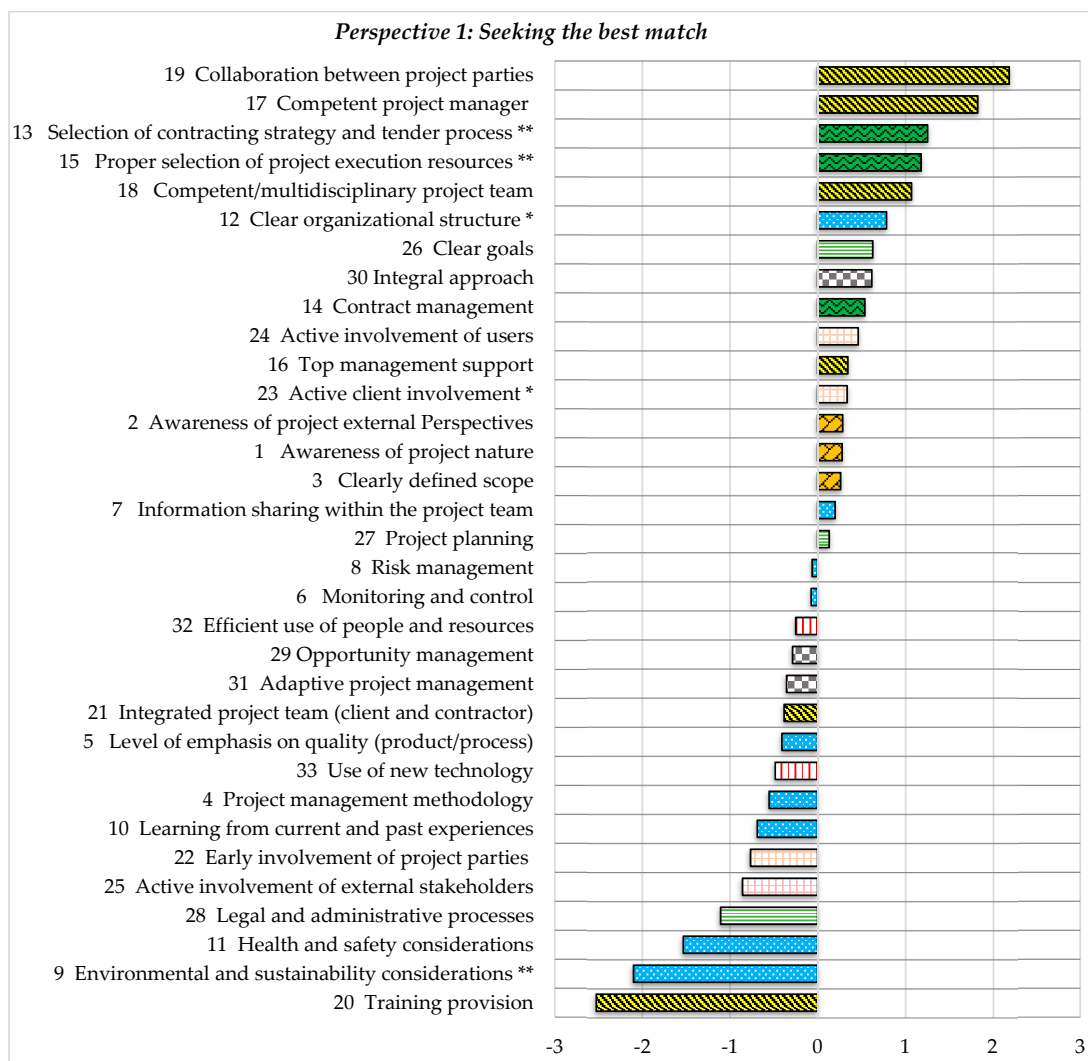 Perspective 1: Seeking the best match
19 Collaboration between project parties
17 Competent project manager
13 Selection of contracting strategy and tender process **
15 Proper selection of project execution resources **
18 Competent/multidisciplinary project team
12 Clear organizational structure *
26 Clear goals
30 Integral approach
14 Contract management
24 Active involvement of users
16 Top management support
23 Active client involvement *
2 Awareness of project external Perspectives
1 Awareness of project nature
3 Clearly defined scope
7 Information sharing within the project team
27 Project planning
8 Risk management
6 Monitoring and control
32 Efficient use of people and resources
29 Opportunity management
31 Adaptive project management
21 Integrated project team (client and contractor)
5 Level of emphasis on quality (product/process)
33 Use of new technology
4 Project management methodology
10 Learning from current and past experiences
22 Early involvement of project parties
25 Active involvement of external stakeholders
28 Legal and administrative processes
11 Health and safety considerations
9 Environmental and sustainability considerations **
20 Training provision
-3 -2 -1 0 1 2 3